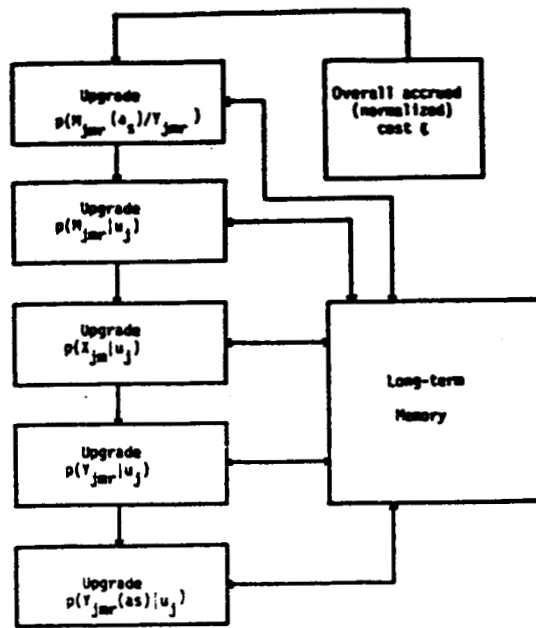 Upgrade
p(M_jmr (a_s)/Y_jmr)
Overall accrued
(normalized)
cost ξ
Upgrade
p(M_jmr|u_j)
Upgrade
p(X_jm|u_j)
Long-term
Memory
Upgrade
p(Y_jmr|u_j)
Upgrade
p(Y_jmr(as)|u_j)